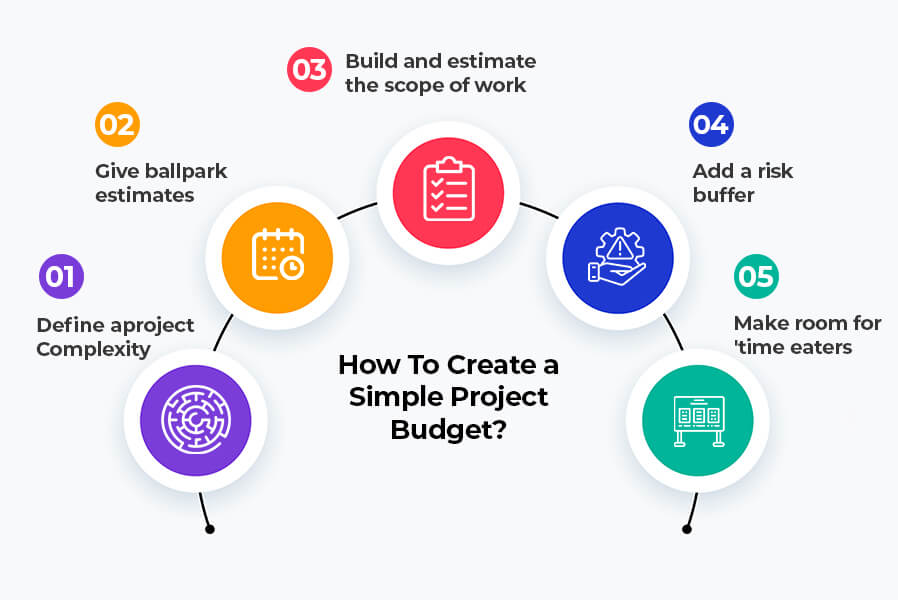 01
Define aproject
Complexity
02
Give ballpark
estimates
03
Build and estimate
the scope of work
04
Add a risk
buffer
05
Make room for
'time eaters
How To Create a
Simple Project
Budget?